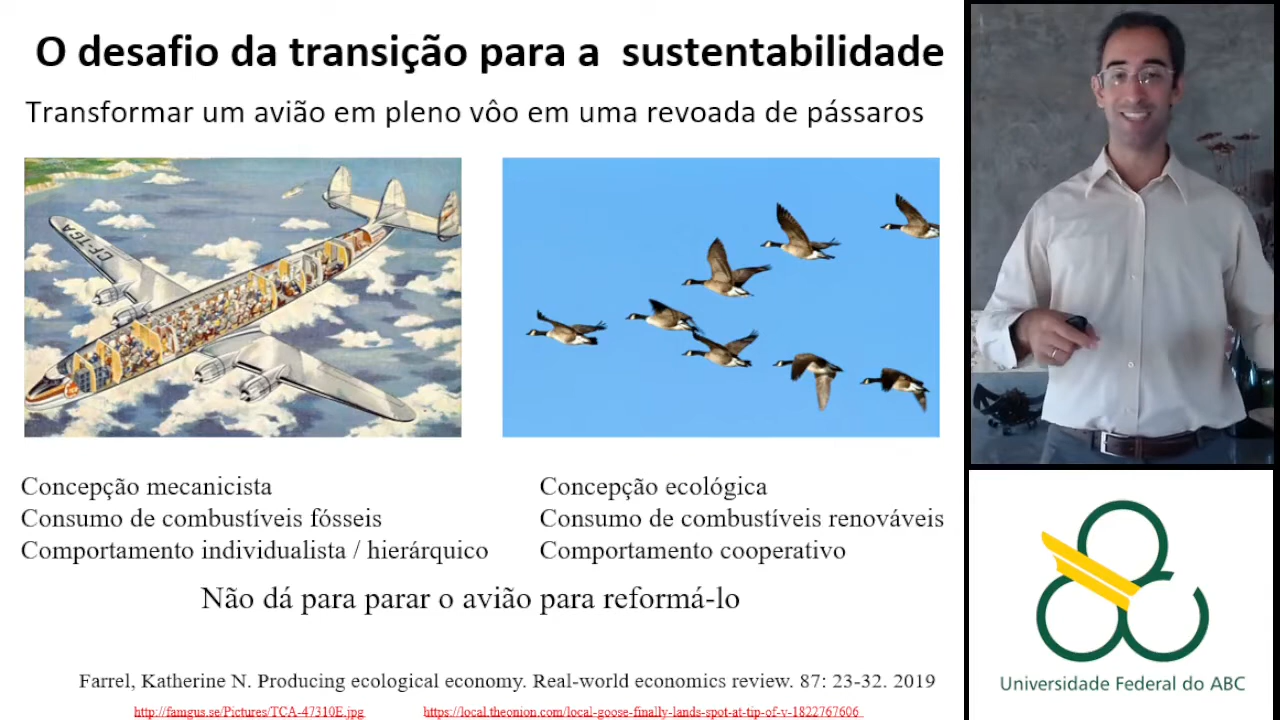 O desafio da transição para a sustentabilidade
Transformar um avião em pleno vôo em uma revoada de pássaros
CF-TGA
Concepção mecanicista
Consumo de combustíveis fósseis
Comportamento individualista / hierárquico
Concepção ecológica
Consumo de combustíveis renováveis
Comportamento cooperativo
Não dá para parar o avião para reformá-lo
Farrel, Katherine N. Producing ecological economy. Real-world economics review. 87: 23-32. 2019
http://famgus.se/Pictures/TCA-47310E.jpg
https://local.theonion.com/local-goose-finally-lands-spot-at-tip-of-v-1822767606
Universidade Federal do ABC